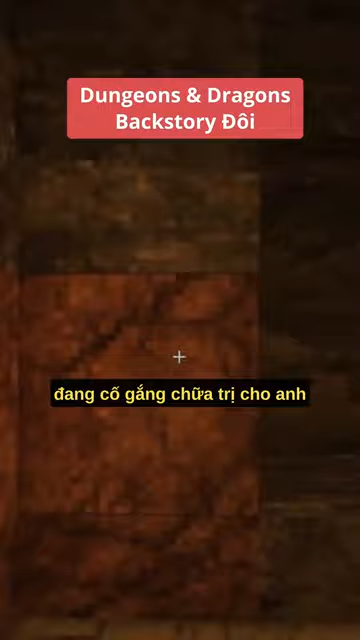 Dungeons & Dragons
Backstory Đôi
đang cố gắng chữa trị cho anh